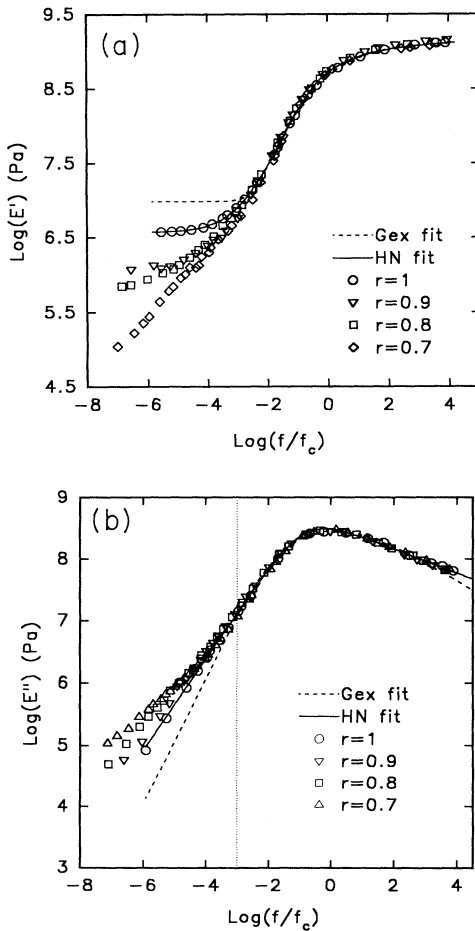 (a)
9.5
8.5
7.5
6.5
5.5
4.5
Log(E') (Pa)
Gex fit
HN fit
r=1
r=0.9
r=0.8
r=0.7
−8 −6 −4 −2 0 2 4
Log(f/fc)
(b)
9
8
7
6
5
4
3
Log(E'') (Pa)
Gex fit
HN fit
r=1
r=0.9
r=0.8
r=0.7
−8 −6 −4 −2 0 2 4
Log(f/fc)